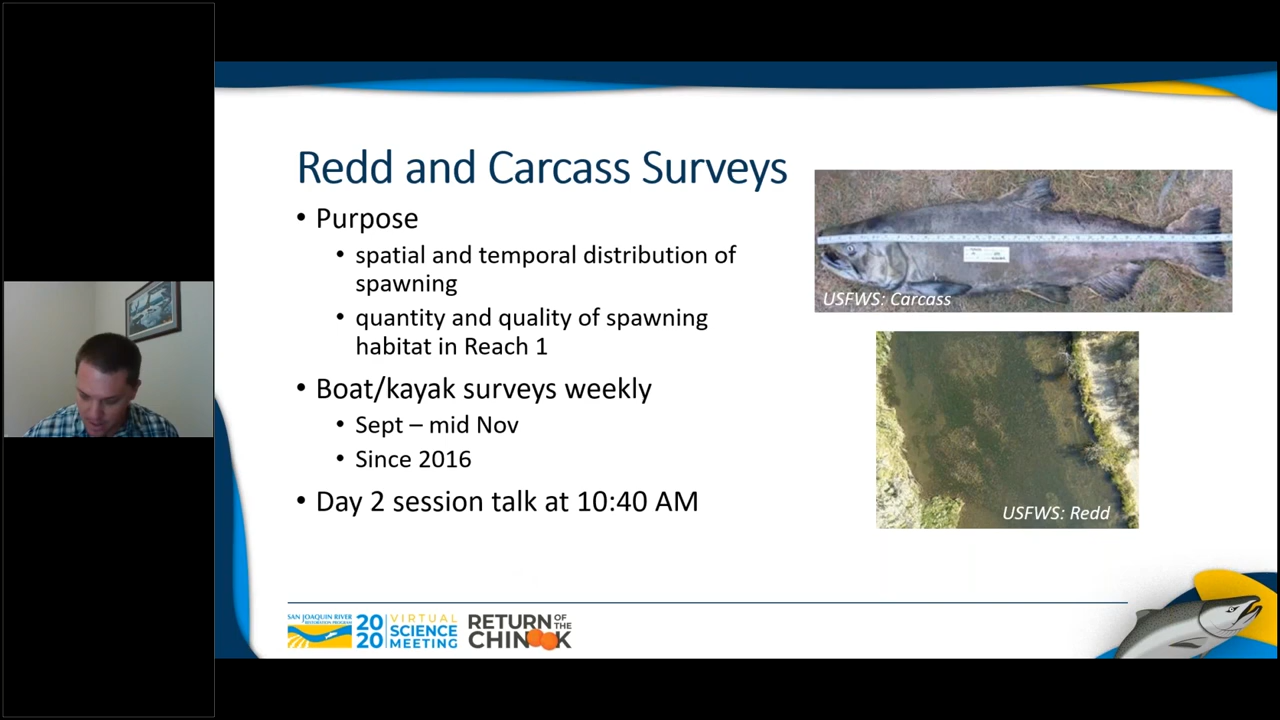 Redd and Carcass Surveys
• Purpose
• spatial and temporal distribution of
spawning
• quantity and quality of spawning
habitat in Reach 1
• Boat/kayak surveys weekly
• Sept – mid Nov
• Since 2016
• Day 2 session talk at 10:40 AM
USFWS: Carcass
USFWS: Redd
SAN JOAQUIN RIVER
RESTORATION PROGRAM
2020 VIRTUAL
SCIENCE
MEETING
RETURN OF THE
CHINOOK